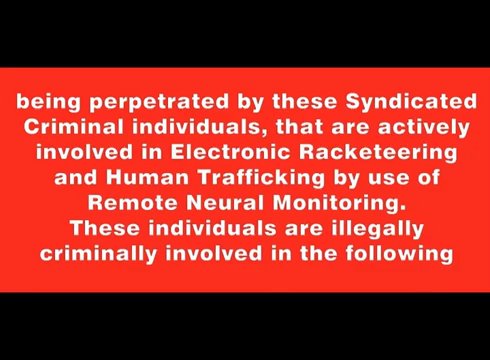 being perpetrated by these Syndicated
Criminal individuals, that are actively
involved in Electronic Racketeering
and Human Trafficking by use of
Remote Neural Monitoring.
These individuals are illegally
criminally involved in the following